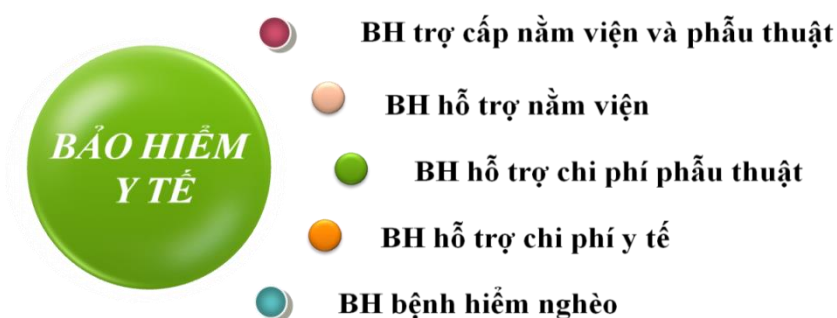 BẢO HIỂM
Y TẾ
BH trợ cấp nằm viện và phẫu thuật
BH hỗ trợ nằm viện
BH hỗ trợ chi phí phẫu thuật
BH hỗ trợ chi phí y tế
BH bệnh hiểm nghèo